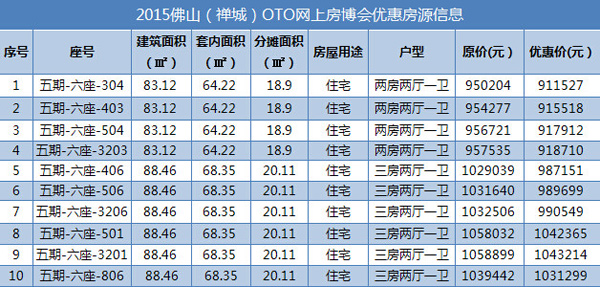 2015佛山（禅城）OTO网上房博会优惠房源信息
序号 座号 建筑面积（㎡） 套内面积（㎡） 分摊面积（㎡） 房屋用途 户型 原价(元) 优惠价(元)
1 五期-六座-304 83.12 64.22 18.9 住宅 两房两厅一卫 950204 911527
2 五期-六座-403 83.12 64.22 18.9 住宅 两房两厅一卫 954277 915518
3 五期-六座-504 83.12 64.22 18.9 住宅 两房两厅一卫 956721 917912
4 五期-六座-3203 83.12 64.22 18.9 住宅 两房两厅一卫 957535 918710
5 五期-六座-406 88.46 68.35 20.11 住宅 三房两厅一卫 1029039 987151
6 五期-六座-506 88.46 68.35 20.11 住宅 三房两厅一卫 1031640 989699
7 五期-六座-3206 88.46 68.35 20.11 住宅 三房两厅一卫 1032506 990549
8 五期-六座-501 88.46 68.35 20.11 住宅 三房两厅一卫 1058032 1042365
9 五期-六座-3201 88.46 68.35 20.11 住宅 三房两厅一卫 1058899 1043214
10 五期-六座-806 88.46 68.35 20.11 住宅 三房两厅一卫 1039442 1031299